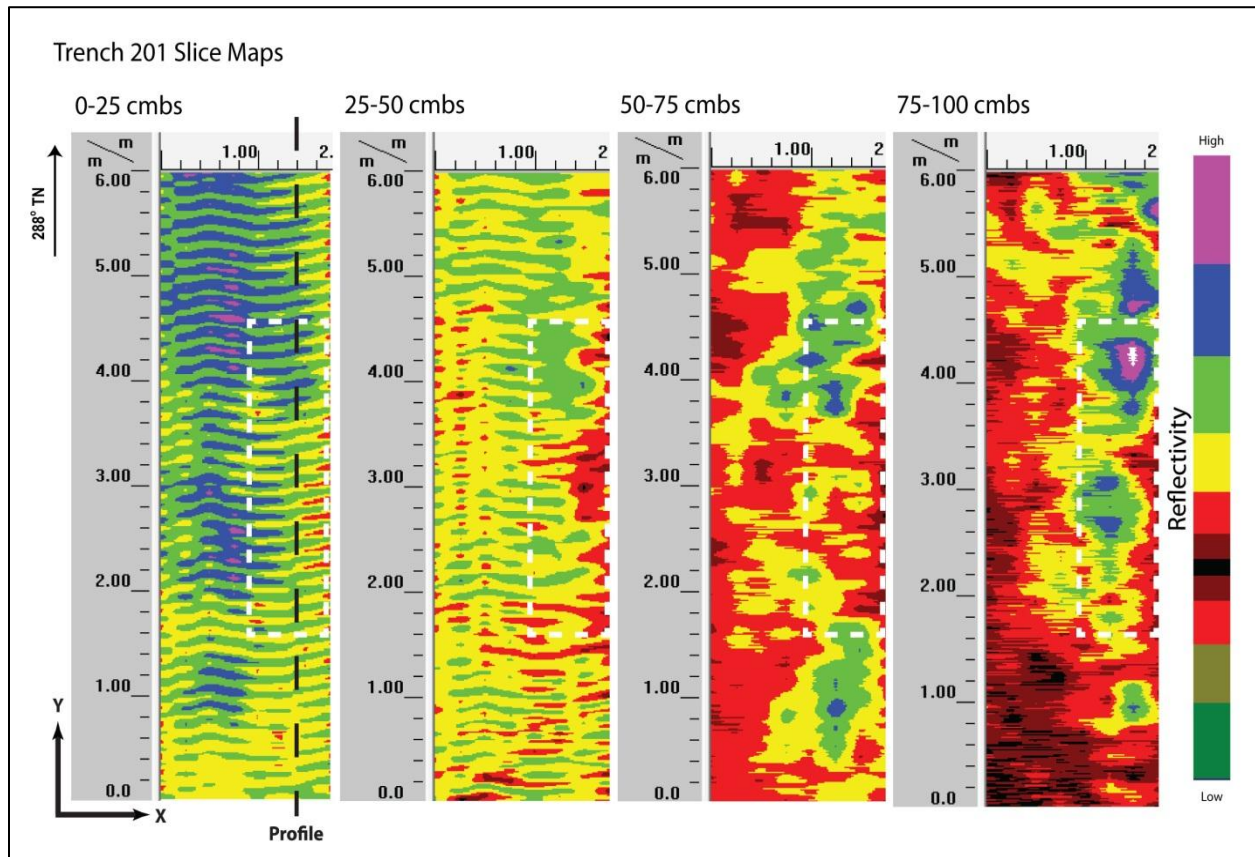 Trench 201 Slice Maps
0-25 cmbs
25-50 cmbs
50-75 cmbs
75-100 cmbs
288° TN
m
m
1.00
2.
6.00
5.00
4.00
3.00
2.00
1.00
0.0
Y
X
Profile
m
m
1.00
2
6.00
5.00
4.00
3.00
2.00
1.00
0.0
m
m
1.00
2
6.00
5.00
4.00
3.00
2.00
1.00
0.0
m
m
1.00
2
6.00
5.00
4.00
3.00
2.00
1.00
0.0
High
Reflectivity
Low